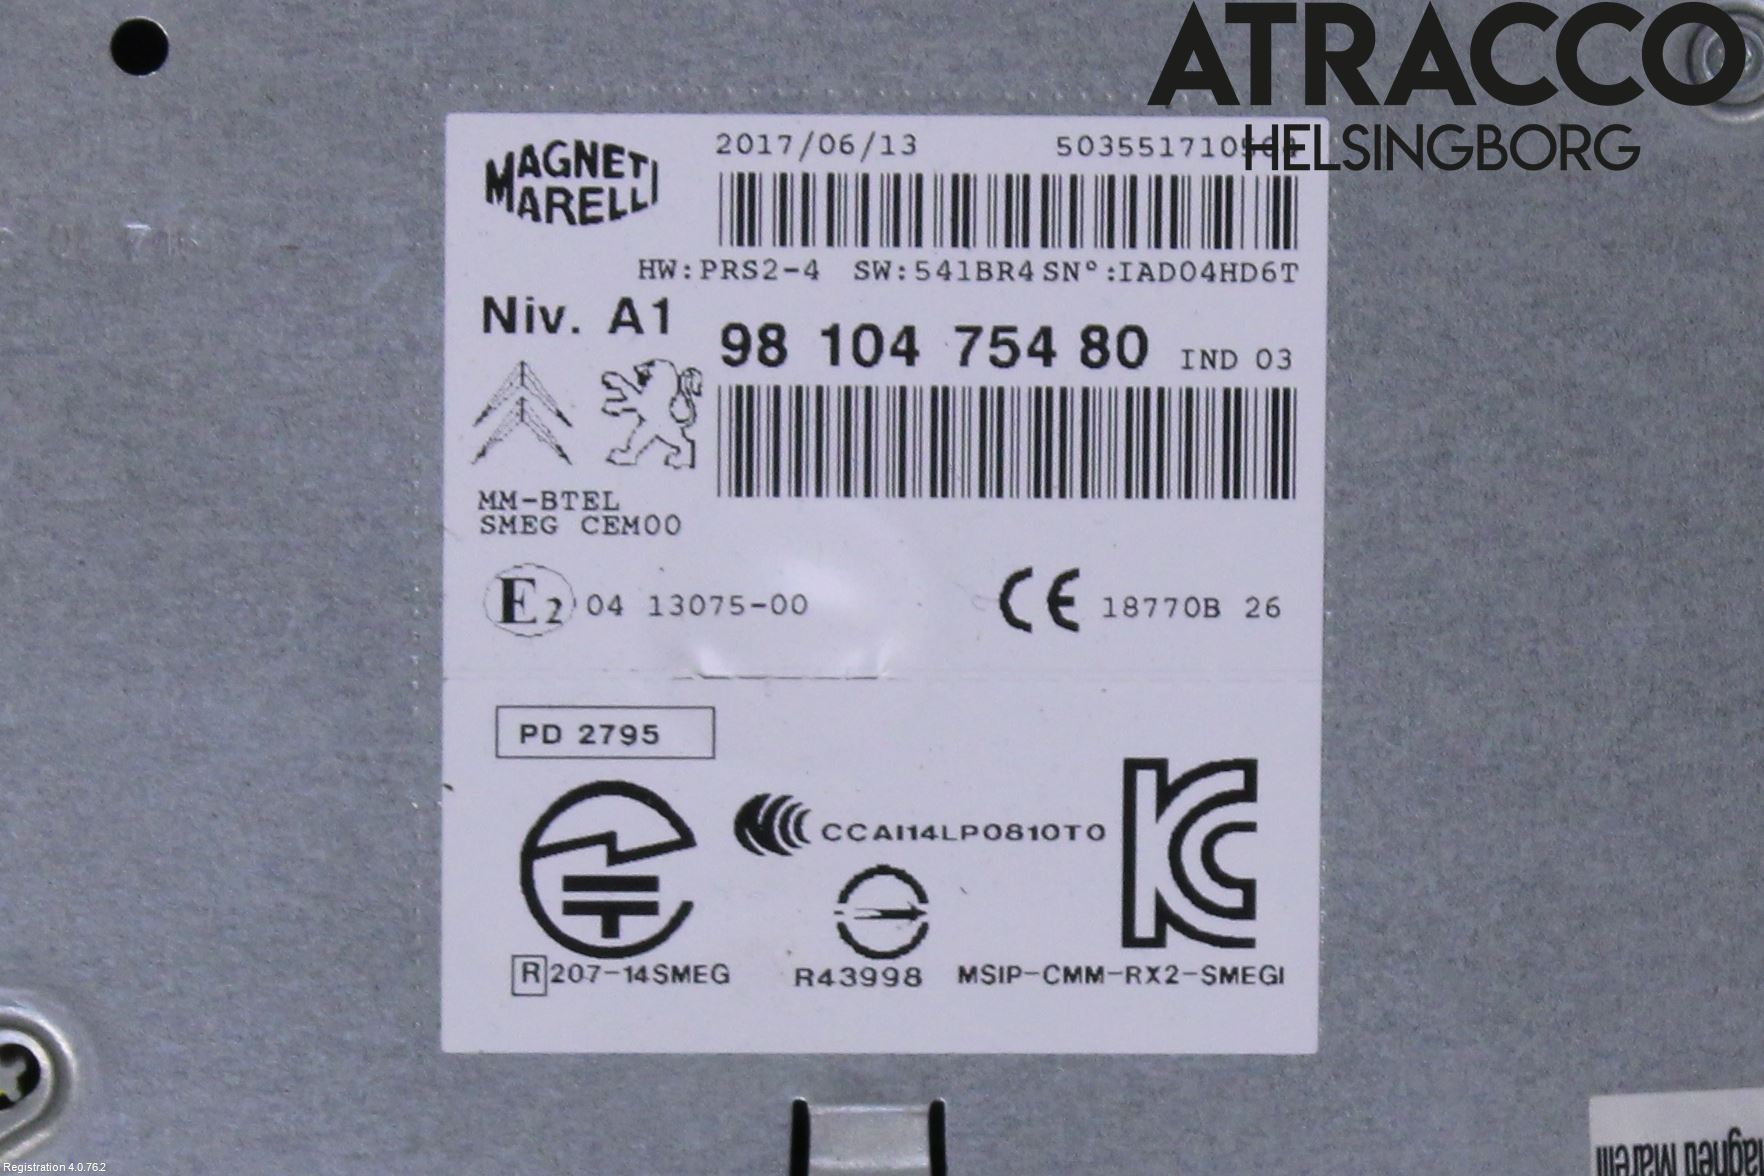 ATRACCO
HELSINGBORG
MAGNETI
MARELLI
2017/06/13
HW:PRS2-4 SW:541BR4 SN°:IAD04HD6T
Niv. A1
98 104 754 80 IND 03
MM-BTEL
SMEG CEM00
E2 04 13075-00
CE 18770B 26
PD 2795
CCAI14LP0810T0
R 207-14SMEG
R43998
MSIP-CMM-RX2-SMEGI
Registration 4.0.762
Magneti Marelli